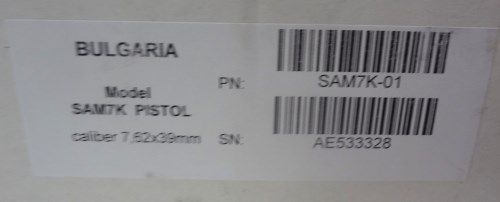 BULGARIA
Model
SAM7K PISTOL
caliber 7,62x39mm
PN:
SAM7K-01
SN:
AE533328